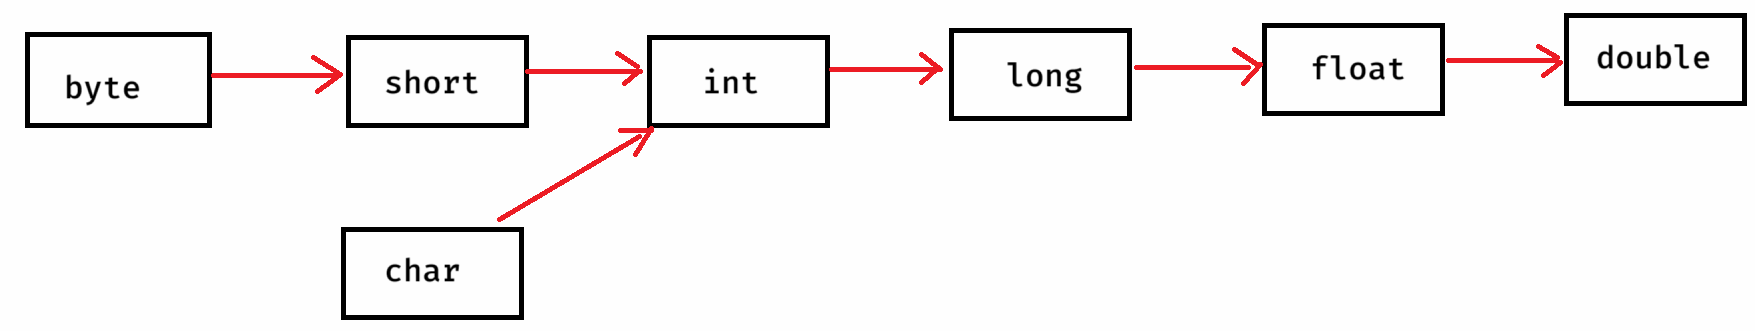 byte
short
int
long
float
double
char